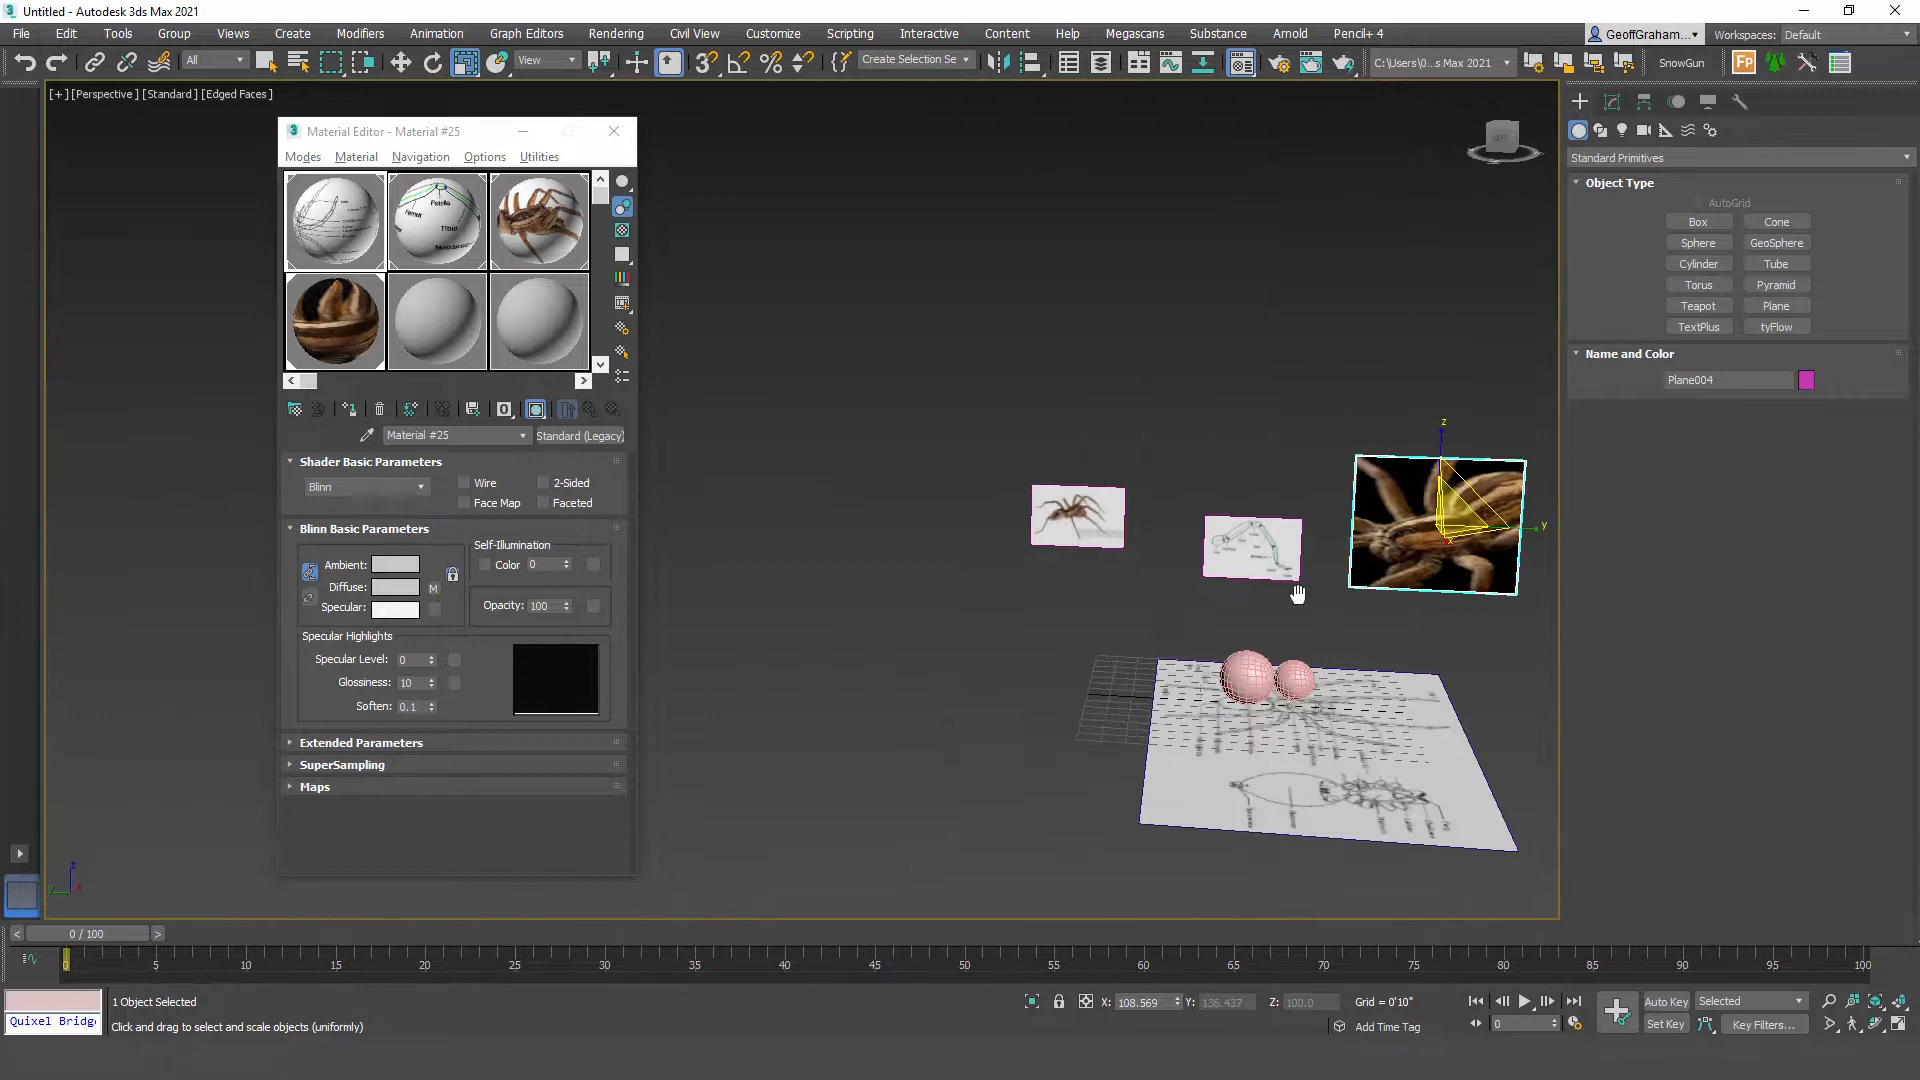 Untitled - Autodesk 3ds Max 2021
File Edit Tools Group Views Create Modifiers Animation Graph Editors Rendering Civil View Customize Scripting Interactive Content Help Megascans Substance Arnold Pencil+ 4
GeoffGraham... Workspaces: Default
All View Create Selection Se C:\Users\0...s Max 2021 SnowGun Fp
[+] [Perspective] [Standard] [Edged Faces]
Material Editor - Material #25
Modes Material Navigation Options Utilities
Femur Patella
Tibia
Material #25 Standard (Legacy)
Shader Basic Parameters
Blinn Wire 2-Sided
Face Map Faceted
Blinn Basic Parameters
Self-Illumination
Ambient: Color 0
Diffuse: M
Specular: Opacity: 100
Specular Highlights
Specular Level: 0
Glossiness: 10
Soften: 0.1
Extended Parameters
SuperSampling
Maps
z
y
x
LEFT
Standard Primitives
Object Type
AutoGrid
Box Cone
Sphere GeoSphere
Cylinder Tube
Torus Pyramid
Teapot Plane
TextPlus tyFlow
Name and Color
Plane004
0 / 100
0 5 10 15 20 25 30 35 40 45 50 55 60 65 70 75 80 85 90 95 100
1 Object Selected X: 108.569 Y: 136.437 Z: 100.0 Grid = 0'10" Auto Key Selected
Quixel Bridg Click and drag to select and scale objects (uniformly) Add Time Tag 0 Set Key Key Filters...